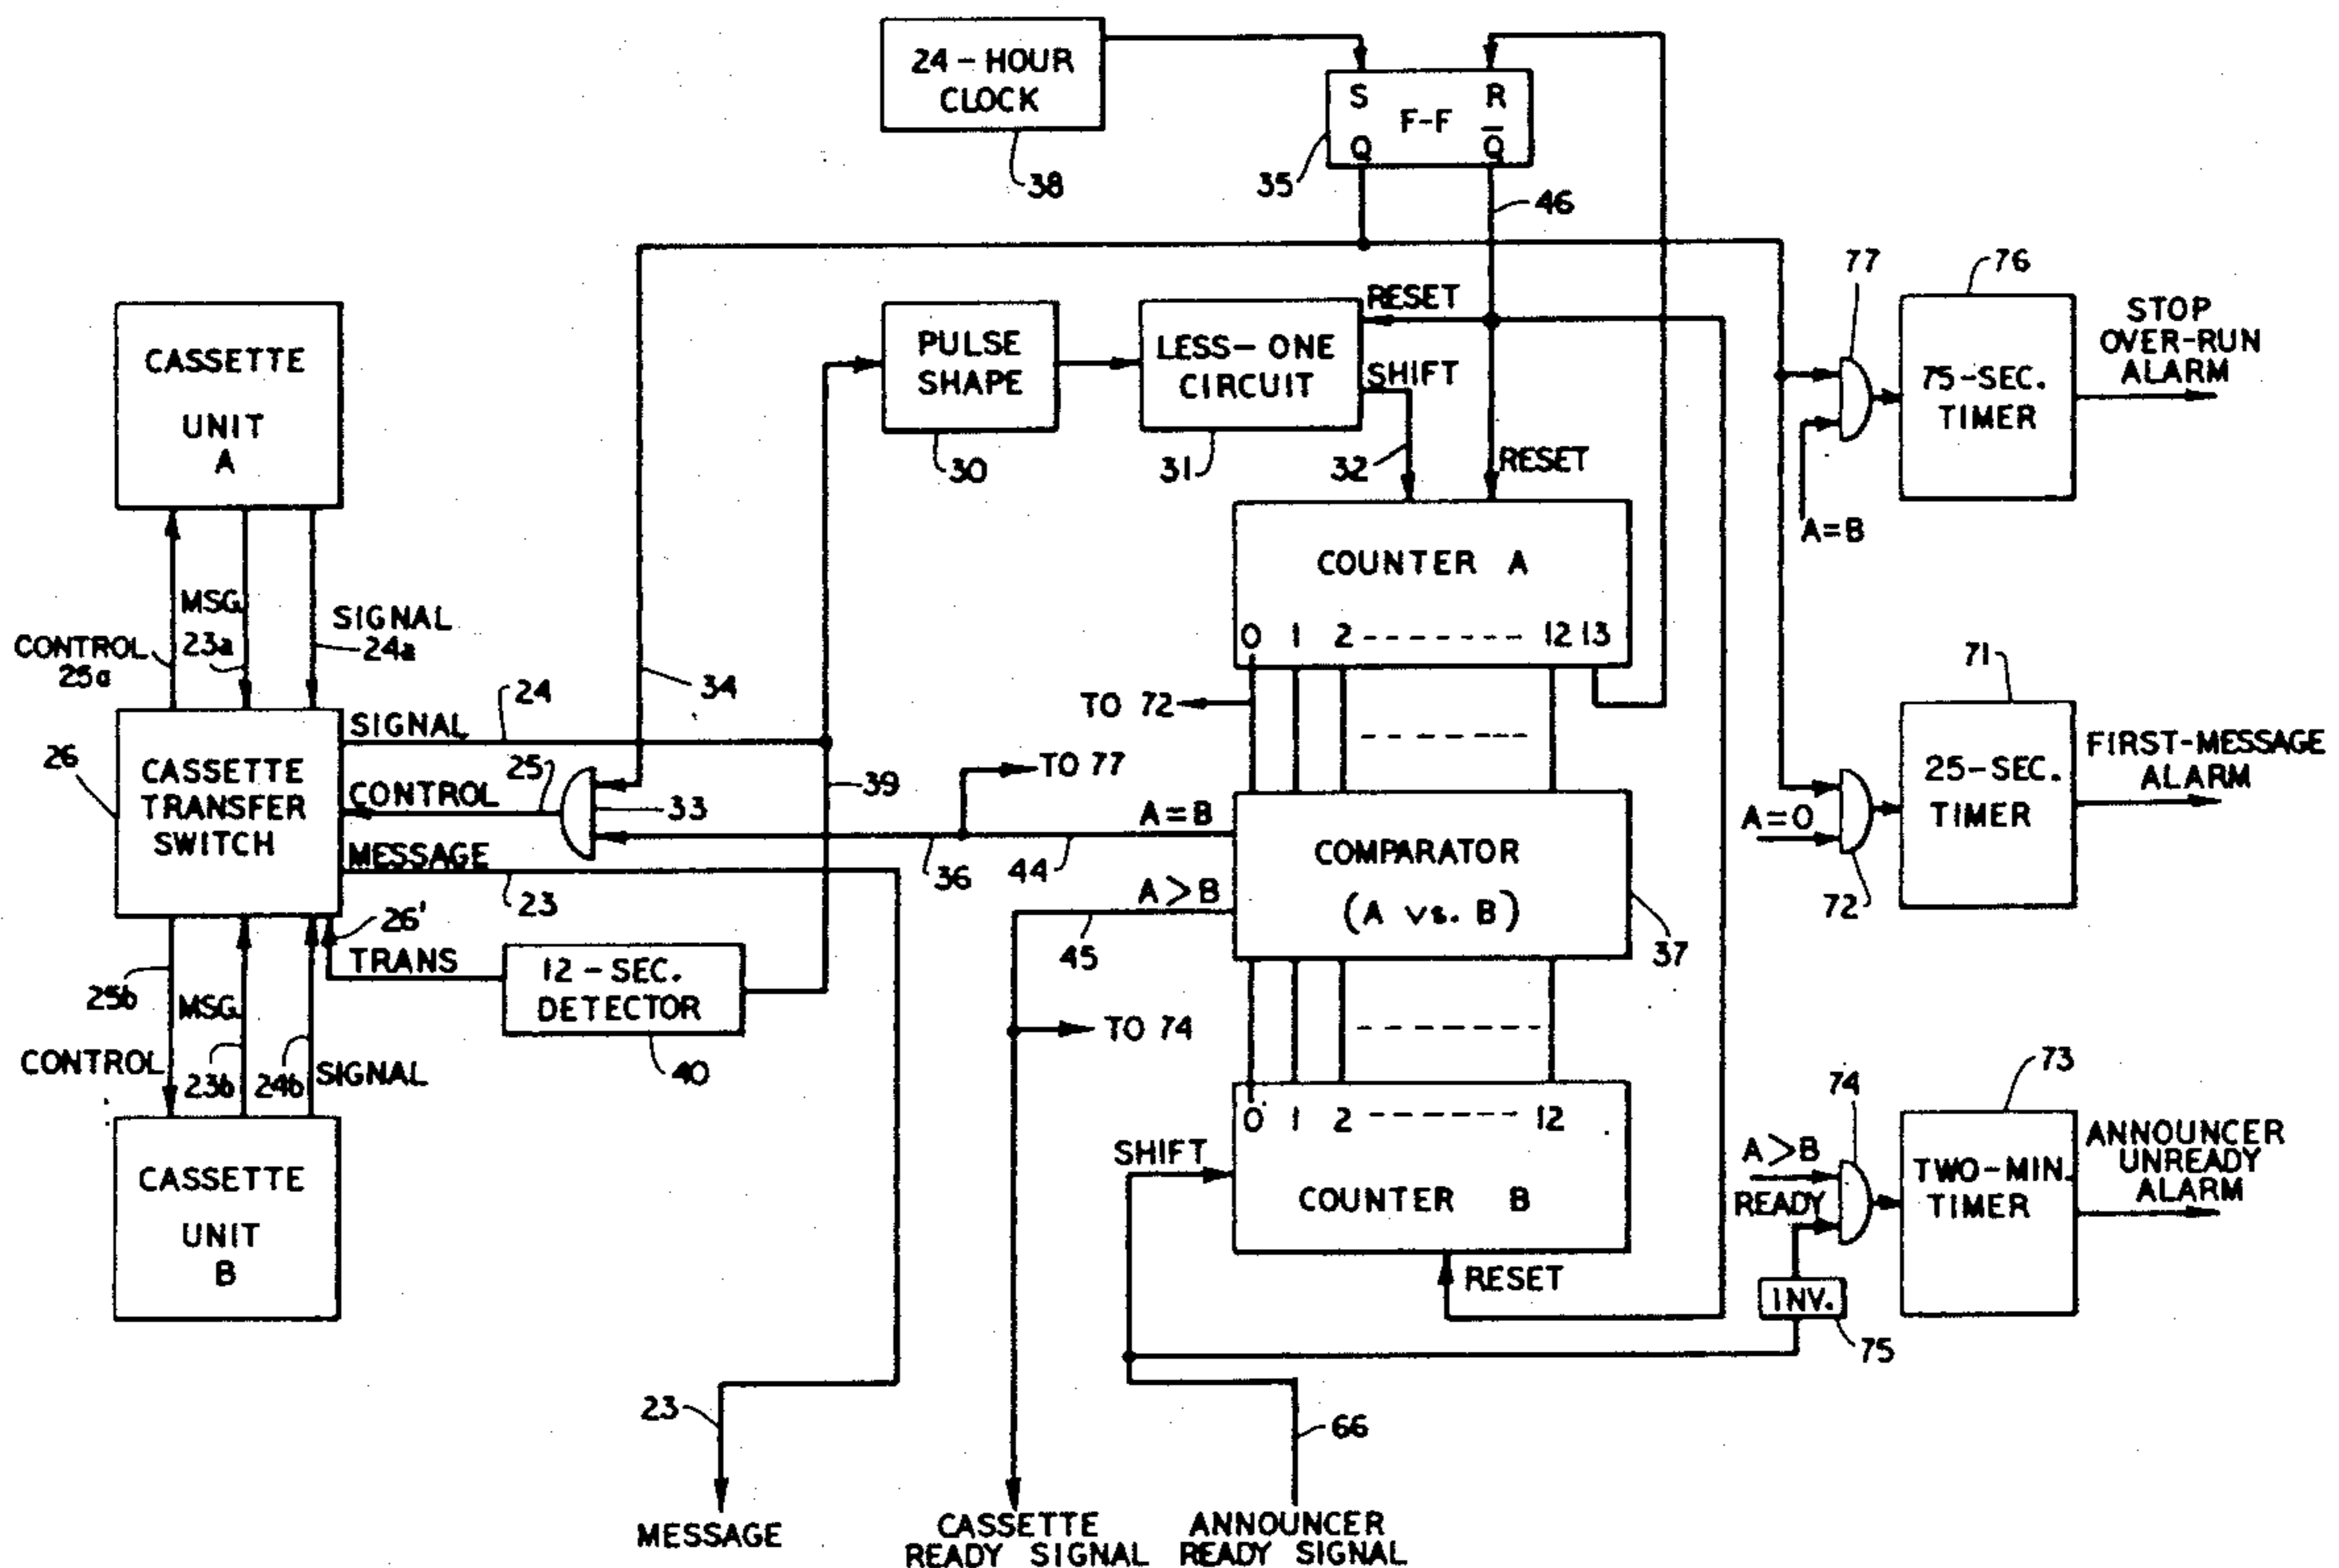 24-HOUR
CLOCK
38
S R
F-F
Q Q̅
35
46
CASSETTE
UNIT
A
PULSE
SHAPE
30
LESS-ONE
CIRCUIT
31
RESET
SHIFT
32
RESET
77
76
75-SEC.
TIMER
STOP
OVER-RUN
ALARM
A=B
COUNTER A
0 1 2 ------- 12 13
CONTROL
25a
MSG.
23a
SIGNAL
24a
34
TO 72
71
25-SEC.
TIMER
FIRST-MESSAGE
ALARM
A=0
72
26
CASSETTE
TRANSFER
SWITCH
SIGNAL
24
25
CONTROL
33
MESSAGE
23
39
TO 77
A=B
36
44
A>B
45
COMPARATOR
(A vs. B)
37
26'
TRANS
12-SEC.
DETECTOR
40
TO 74
25b
MSG.
CONTROL
23b
24b
SIGNAL
CASSETTE
UNIT
B
0 1 2 ------- 12
SHIFT
COUNTER B
RESET
A>B
READY
74
73
TWO-MIN.
TIMER
ANNOUNCER
UNREADY
ALARM
INV.
75
23
66
MESSAGE
CASSETTE
READY SIGNAL
ANNOUNCER
READY SIGNAL